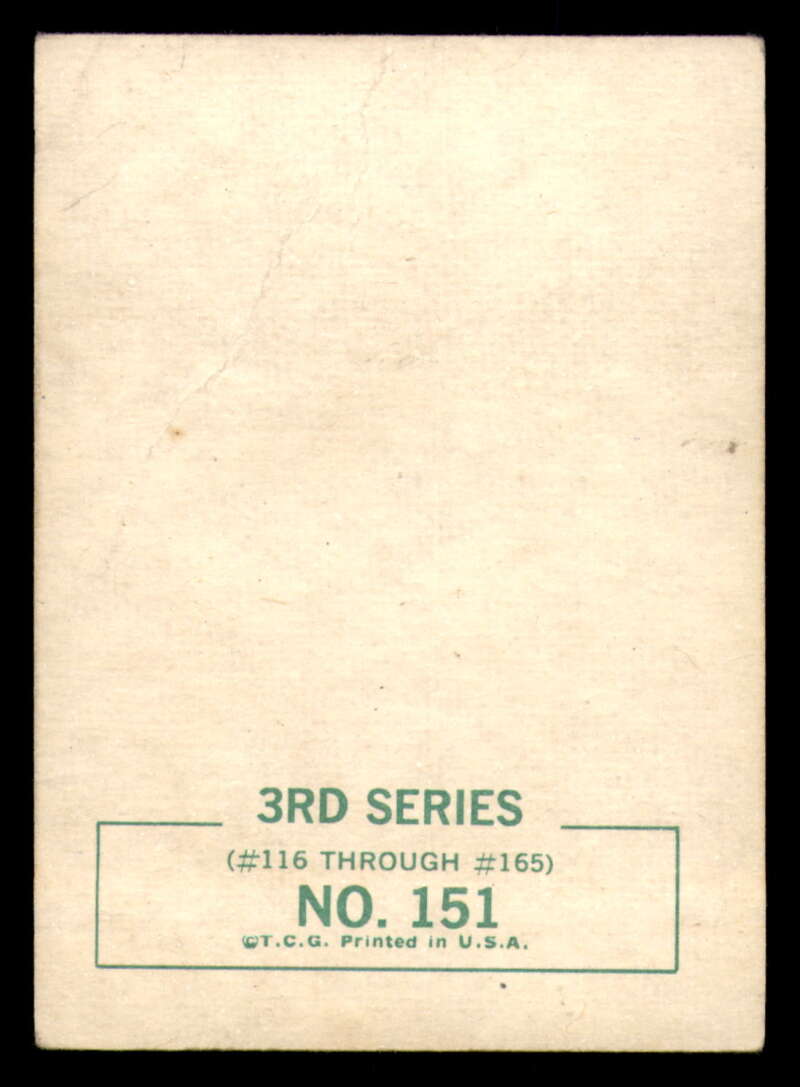 3RD SERIES
(#116 THROUGH #165)
NO. 151
©T.C.G. Printed in U.S.A.